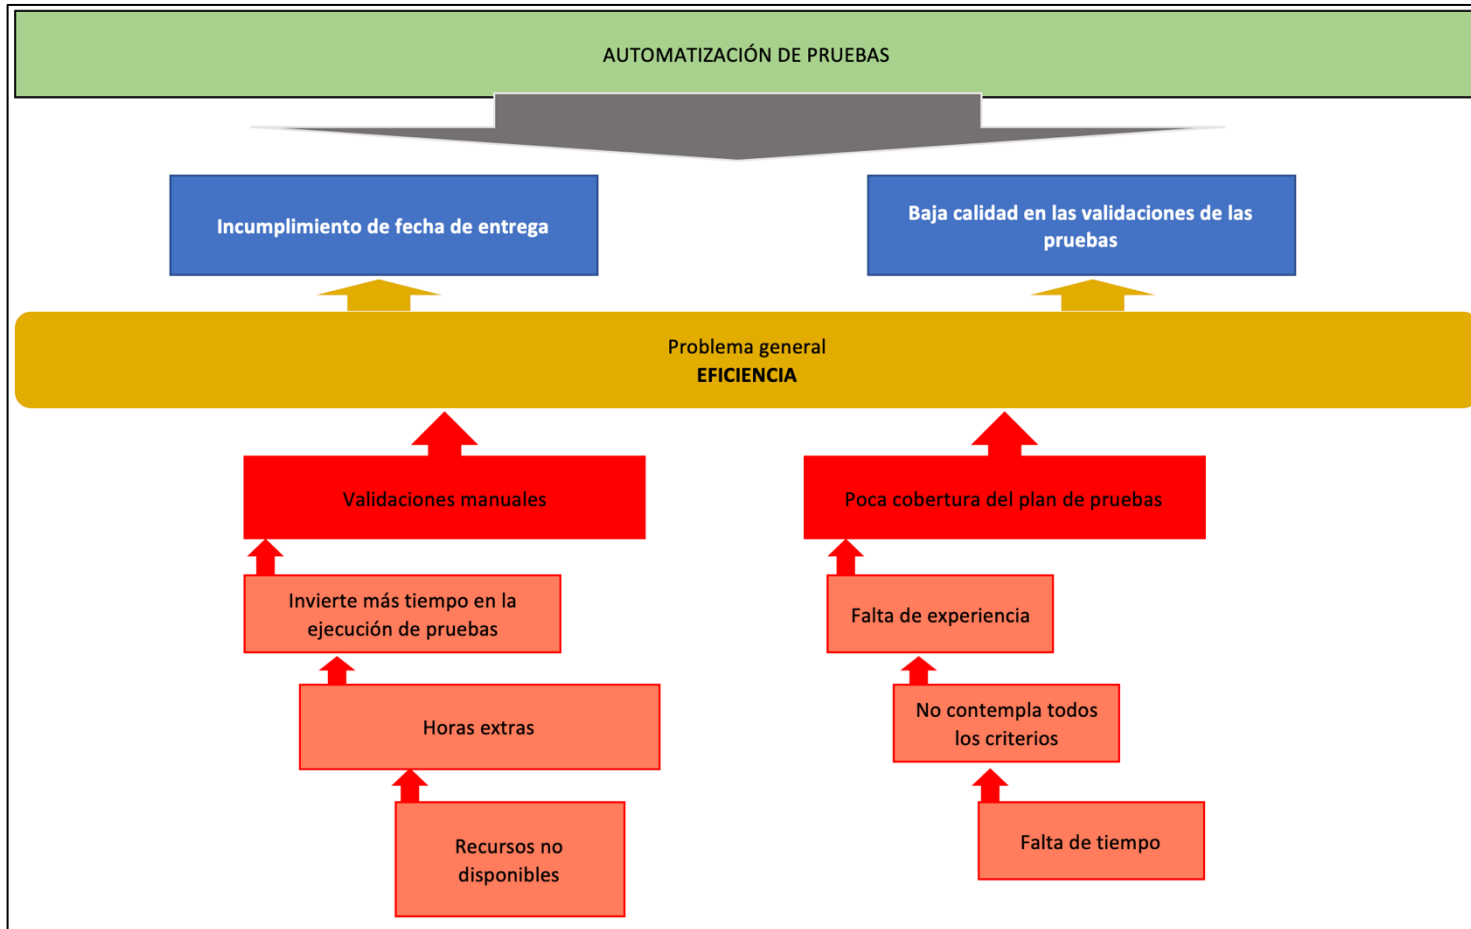 AUTOMATIZACIÓN DE PRUEBAS
Incumplimiento de fecha de entrega
Baja calidad en las validaciones de las
pruebas
Problema general
EFICIENCIA
Validaciones manuales
Poca cobertura del plan de pruebas
Invierte más tiempo en la
ejecución de pruebas
Falta de experiencia
Horas extras
No contempla todos
los criterios
Recursos no
disponibles
Falta de tiempo